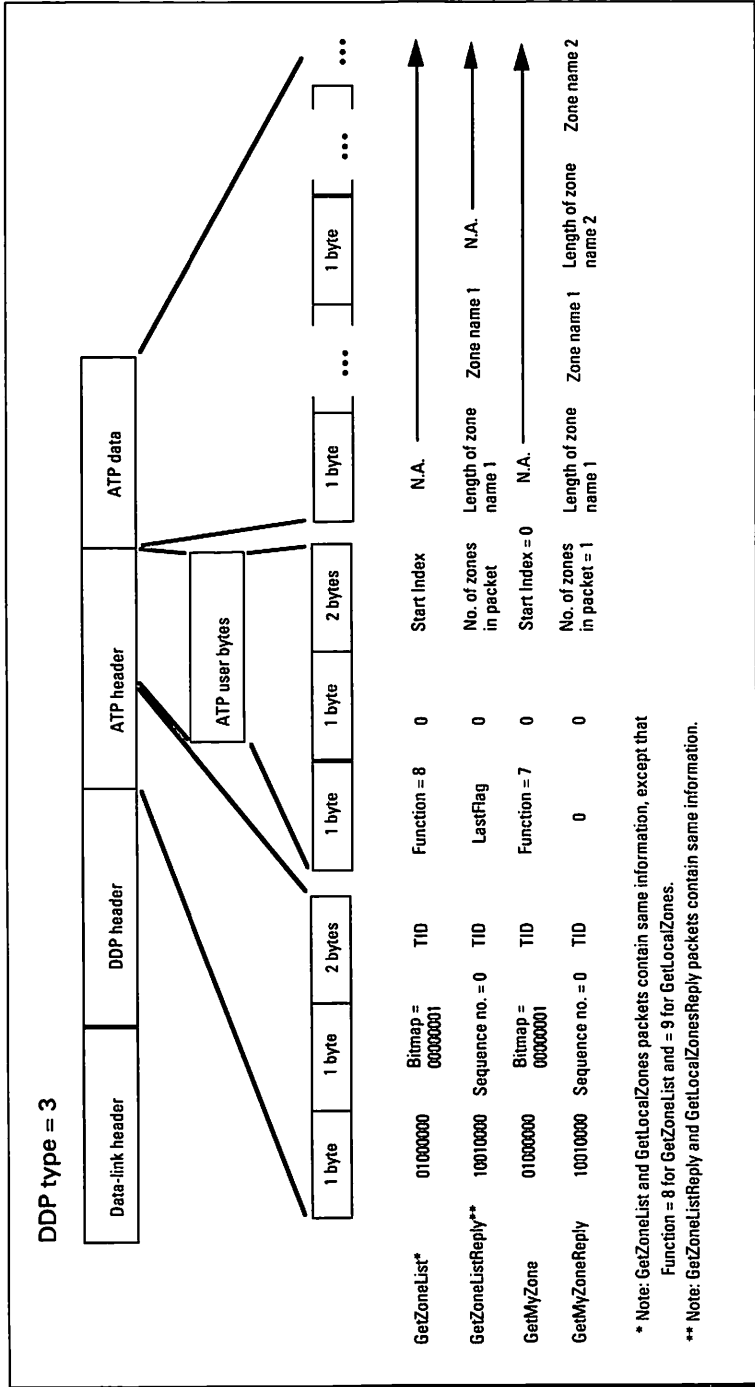 DDP type = 3
Data-link header DDP header ATP header ATP data
ATP user bytes
1 byte 1 byte 2 bytes 1 byte 1 byte 2 bytes 1 byte ••• 1 byte ••• •••
GetZoneList* 01000000 Bitmap = 00000001 TID Function = 8 0 Start Index N.A.
GetZoneListReply** 10010000 Sequence no. = 0 TID LastFlag 0 No. of zones in packet Length of zone name 1 Zone name 1 N.A.
GetMyZone 01000000 Bitmap = 00000001 TID Function = 7 0 Start Index = 0 N.A.
GetMyZoneReply 10010000 Sequence no. = 0 TID 0 0 No. of zones in packet = 1 Length of zone name 1 Zone name 1 Length of zone name 2 Zone name 2
* Note: GetZoneList and GetLocalZones packets contain same information, except that
Function = 8 for GetZoneList and = 9 for GetLocalZones.
** Note: GetZoneListReply and GetLocalZonesReply packets contain same information.